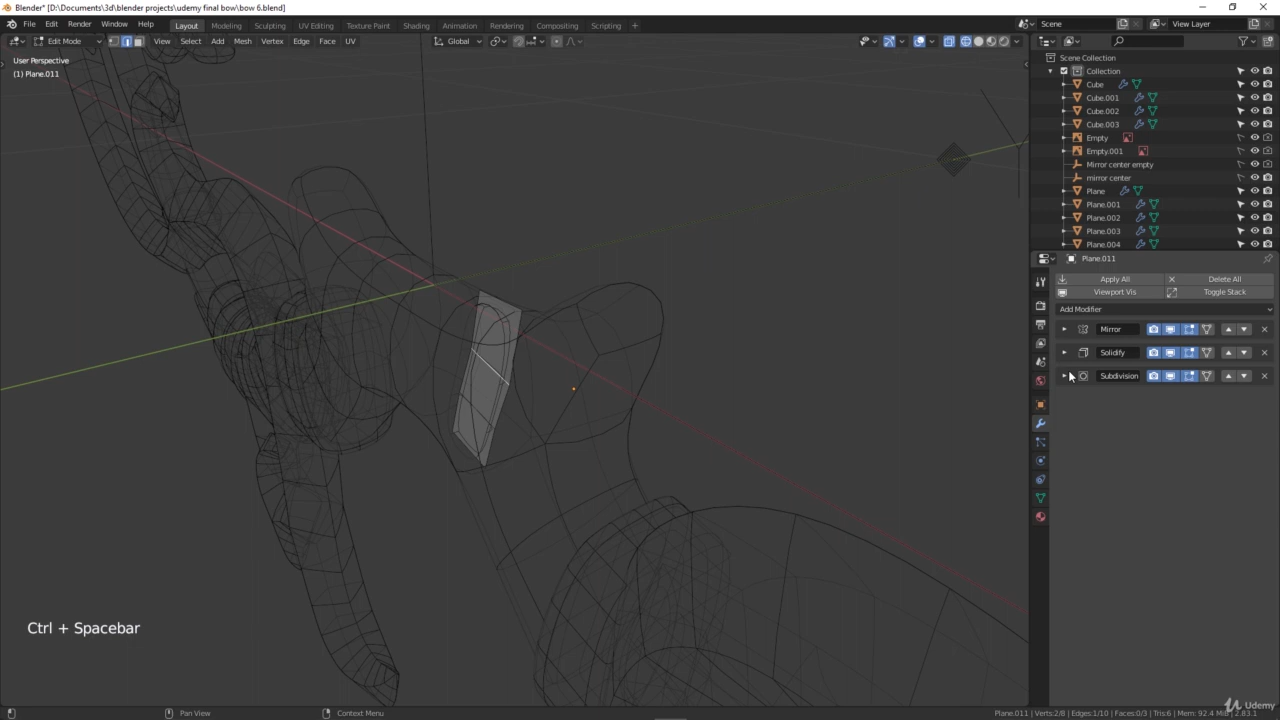 Blender* [D:\Documents\3d\blender projects\udemy final bow\bow 6.blend]
File Edit Render Window Help Layout Modeling Sculpting UV Editing Texture Paint Shading Animation Rendering Compositing Scripting + Scene View Layer
Edit Mode View Select Add Mesh Vertex Edge Face UV Global
User Perspective
(1) Plane.011
Scene Collection
Collection
Cube
Cube.001
Cube.002
Cube.003
Empty
Empty.001
Mirror center empty
mirror center
Plane
Plane.001
Plane.002
Plane.003
Plane.004
Plane.011
Apply All Delete All
Viewport Vis Toggle Stack
Add Modifier
Mirror
Solidify
Subdivision
Ctrl + Spacebar
Pan View Context Menu Plane.011 | Verts:2/8 | Edges:1/10 | Faces:0/3 | Tris:6 | Mem: 92.4 MiB | 2.83.1
Udemy